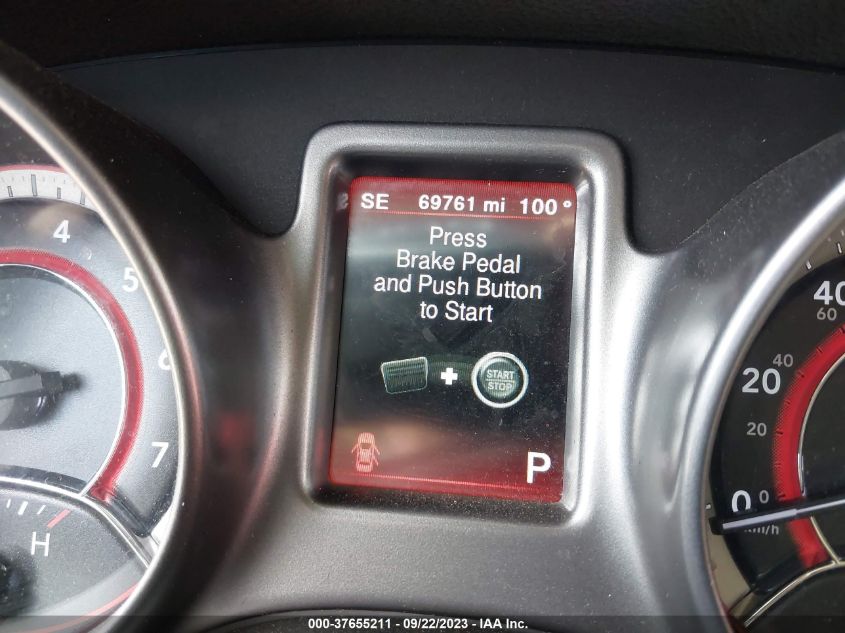 SE 69761 mi 100°
Press
Brake Pedal
and Push Button
to Start
START
STOP
P
4
5
6
7
H
40
60
40
20
20
0 0
km/h
000-37655211 - 09/22/2023 - IAA Inc.